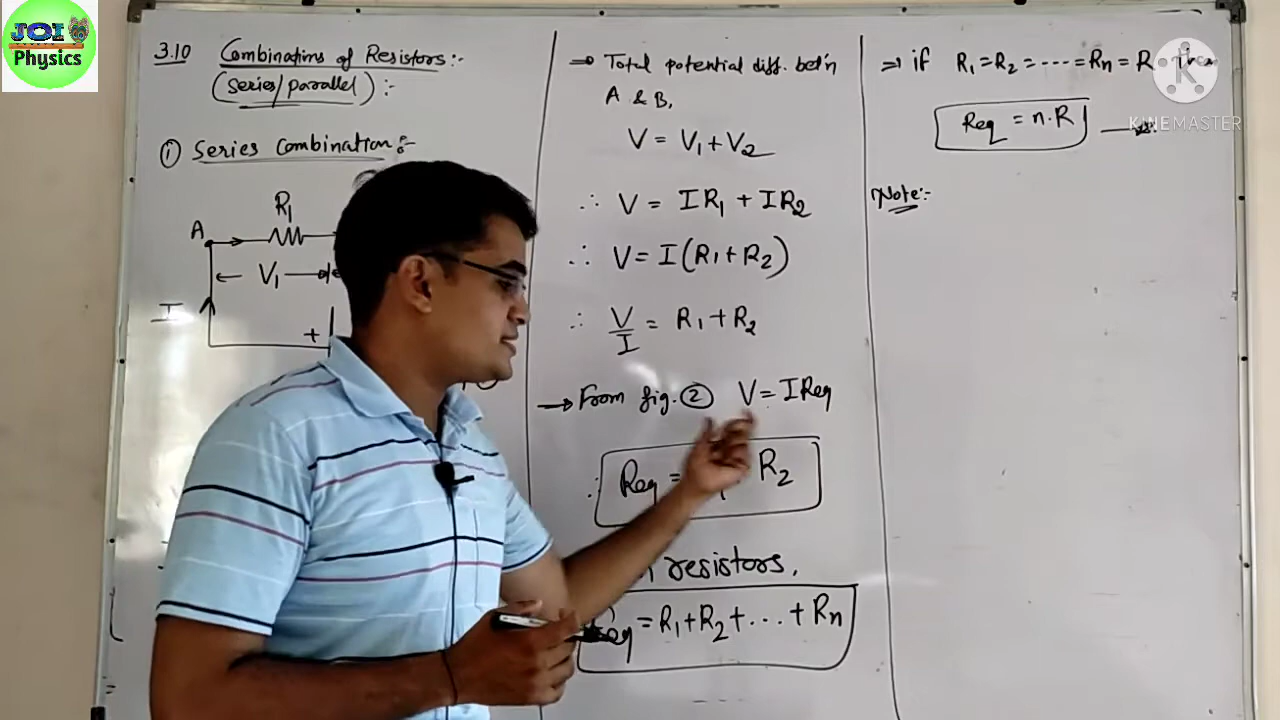 JOI
Physics
3.10 Combinations of Resistors:-
(Series/parallel) :-
① Series Combination:-
R1
A
V1
I
+
→ Total potential diff. bet'n
A & B,
V = V1 + V2
∴ V = IR1 + IR2
∴ V = I(R1 + R2)
∴ V/I = R1 + R2
→ From fig. ② V = IReq
∴ Req = R2
resistors,
Req = R1 + R2 + ... + Rn
⇒ if R1 = R2 = ---- = Rn = R
Req = n.R
Note:-
KINEMASTER